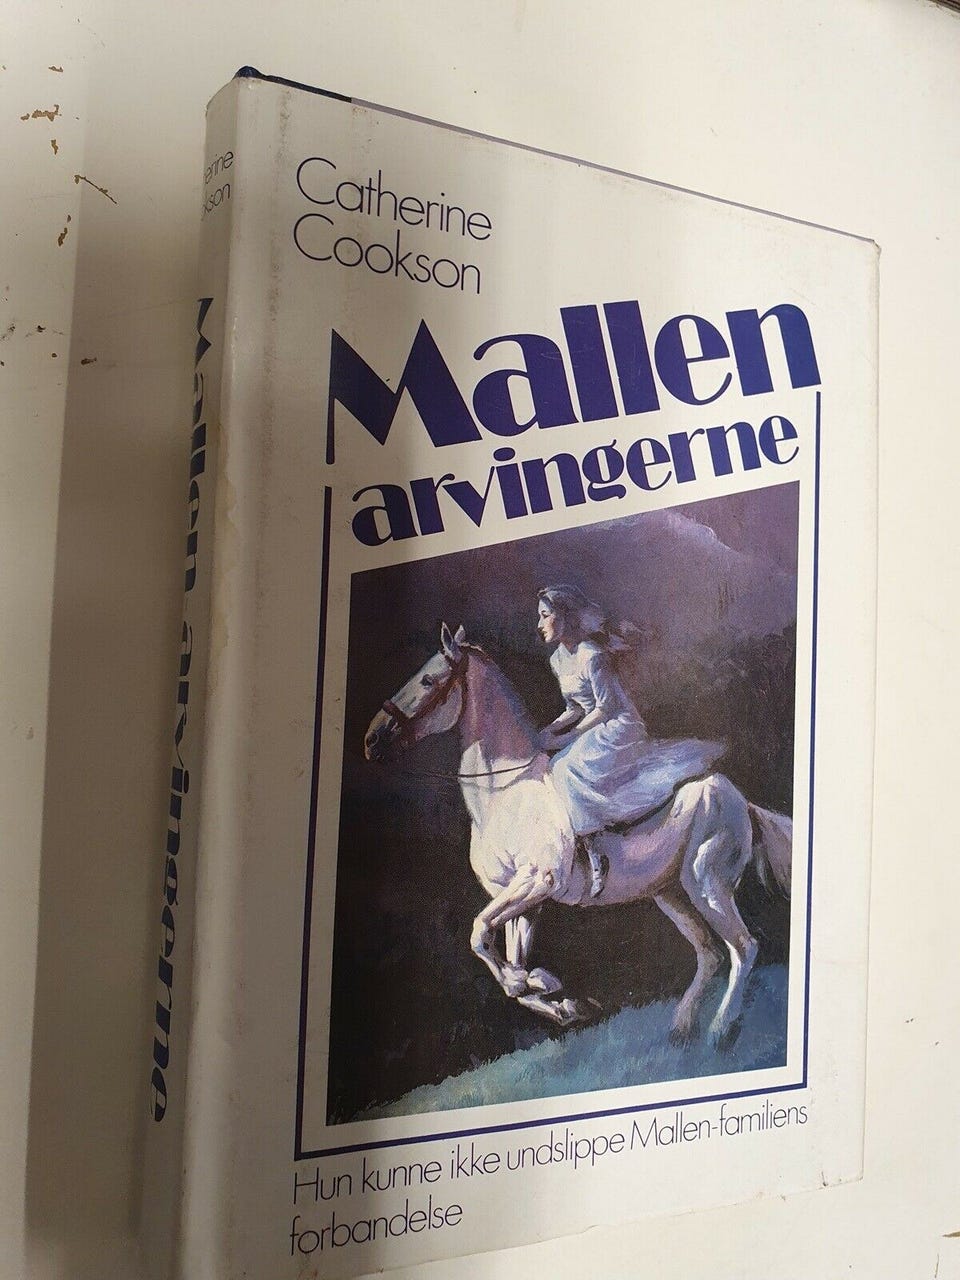 Catherine
Cookson
Mallen
arvingerne
Hun kunne ikke undslippe Mallen-familiens
forbandelse
Mallen arvingerne